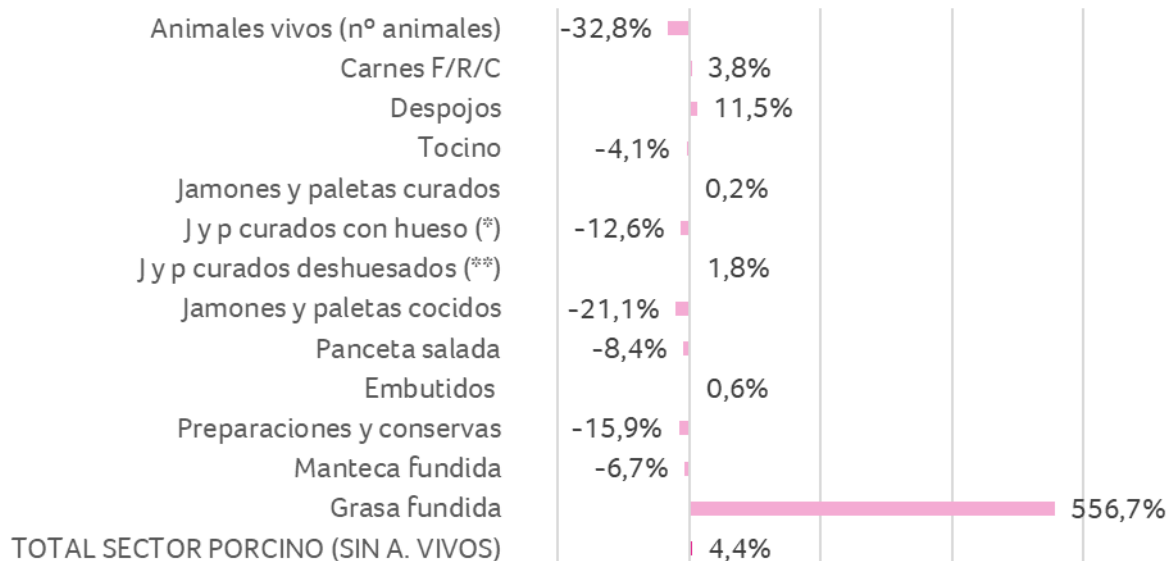 Animales vivos (nº animales) -32,8%
Carnes F/R/C 3,8%
Despojos 11,5%
Tocino -4,1%
Jamones y paletas curados 0,2%
J y p curados con hueso (*) -12,6%
J y p curados deshuesados (**) 1,8%
Jamones y paletas cocidos -21,1%
Panceta salada -8,4%
Embutidos 0,6%
Preparaciones y conservas -15,9%
Manteca fundida -6,7%
Grasa fundida 556,7%
TOTAL SECTOR PORCINO (SIN A. VIVOS) 4,4%